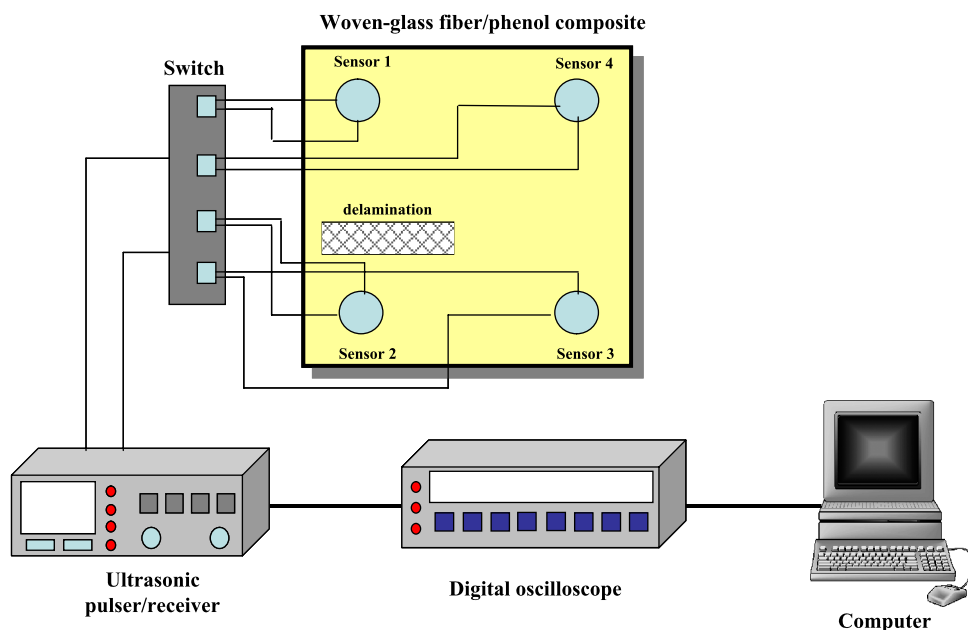 Woven-glass fiber/phenol composite
Switch
Sensor 1
Sensor 4
delamination
Sensor 2
Sensor 3
Ultrasonic
pulser/receiver
Digital oscilloscope
Computer